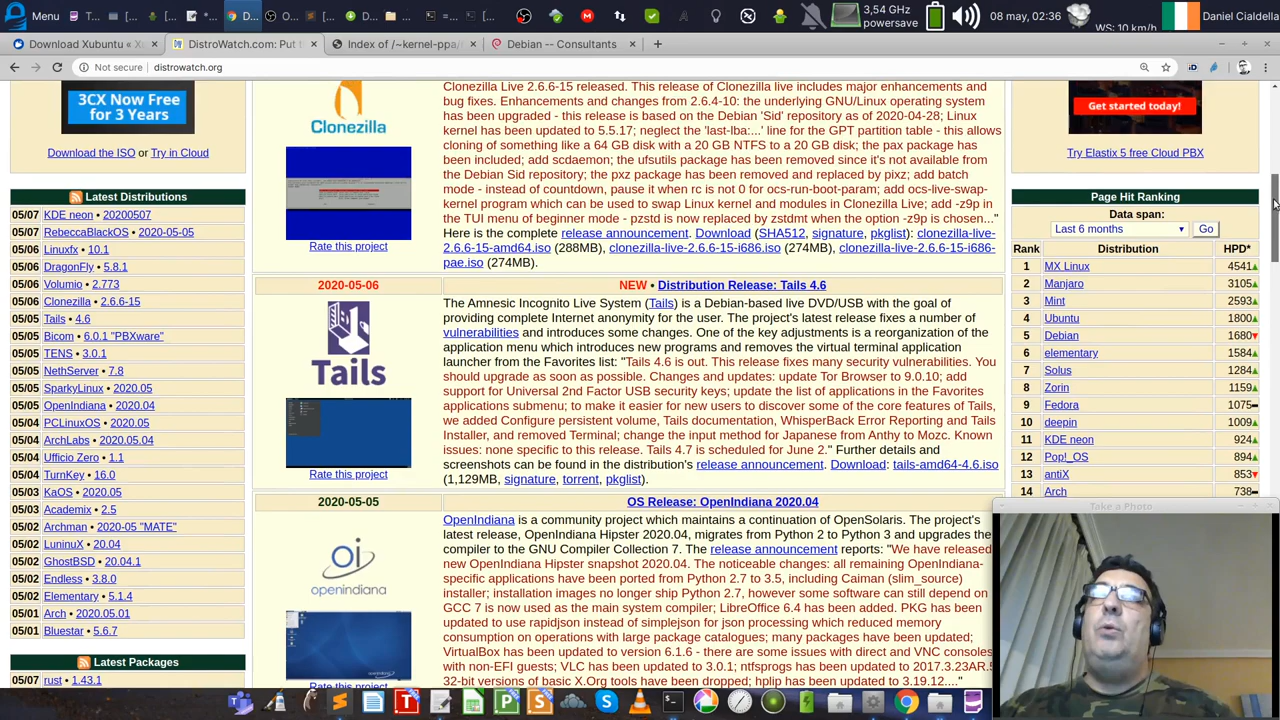 Menu
D...
O...
3,54 GHz
powersave
08 may, 02:36
WS: 10 km/h
Daniel Cialdella
Download Xubuntu « Xu
DistroWatch.com: Put t
Index of /~kernel-ppa/
Debian -- Consultants
Not secure
distrowatch.org
3CX Now Free
for 3 Years
Download the ISO or Try in Cloud
Latest Distributions
05/07 KDE neon • 20200507
05/07 RebeccaBlackOS • 2020-05-05
05/06 Linuxfx • 10.1
05/06 DragonFly • 5.8.1
05/06 Volumio • 2.773
05/06 Clonezilla • 2.6.6-15
05/05 Tails • 4.6
05/05 Bicom • 6.0.1 "PBXware"
05/05 TENS • 3.0.1
05/05 NethServer • 7.8
05/05 SparkyLinux • 2020.05
05/05 OpenIndiana • 2020.04
05/04 PCLinuxOS • 2020.05
05/04 ArchLabs • 2020.05.04
05/04 Ufficio Zero • 1.1
05/04 TurnKey • 16.0
05/03 KaOS • 2020.05
05/03 Academix • 2.5
05/02 Archman • 2020-05 "MATE"
05/02 LuninuX • 20.04
05/02 GhostBSD • 20.04.1
05/02 Endless • 3.8.0
05/02 Elementary • 5.1.4
05/01 Arch • 2020.05.01
05/01 Bluestar • 5.6.7
Latest Packages
05/07 rust • 1.43.1
Clonezilla
Rate this project
Clonezilla Live 2.6.6-15 released. This release of Clonezilla live includes major enhancements and
bug fixes. Enhancements and changes from 2.6.4-10: the underlying GNU/Linux operating system
has been upgraded - this release is based on the Debian 'Sid' repository as of 2020-04-28; Linux
kernel has been updated to 5.5.17; neglect the 'last-lba:...' line for the GPT partition table - this allows
cloning of something like a 64 GB disk with a 20 GB NTFS to a 20 GB disk; the pax package has
been included; add scdaemon; the ufsutils package has been removed since it's not available from
the Debian Sid repository; the pxz package has been removed and replaced by pixz; add batch
mode - instead of countdown, pause it when rc is not 0 for ocs-run-boot-param; add ocs-live-swap-
kernel program which can be used to swap Linux kernel and modules in Clonezilla Live; add -z9p in
the TUI menu of beginner mode - pzstd is now replaced by zstdmt when the option -z9p is chosen..."
Here is the complete release announcement. Download (SHA512, signature, pkglist): clonezilla-live-
2.6.6-15-amd64.iso (288MB), clonezilla-live-2.6.6-15-i686.iso (274MB), clonezilla-live-2.6.6-15-i686-
pae.iso (274MB).
2020-05-06
NEW • Distribution Release: Tails 4.6
Tails
Rate this project
The Amnesic Incognito Live System (Tails) is a Debian-based live DVD/USB with the goal of
providing complete Internet anonymity for the user. The project's latest release fixes a number of
vulnerabilities and introduces some changes. One of the key adjustments is a reorganization of the
application menu which introduces new programs and removes the virtual terminal application
launcher from the Favorites list: "Tails 4.6 is out. This release fixes many security vulnerabilities. You
should upgrade as soon as possible. Changes and updates: update Tor Browser to 9.0.10; add
support for Universal 2nd Factor USB security keys; update the list of applications in the Favorites
applications submenu; to make it easier for new users to discover some of the core features of Tails,
we added Configure persistent volume, Tails documentation, WhisperBack Error Reporting and Tails
Installer, and removed Terminal; change the input method for Japanese from Anthy to Mozc. Known
issues: none specific to this release. Tails 4.7 is scheduled for June 2." Further details and
screenshots can be found in the distribution's release announcement. Download: tails-amd64-4.6.iso
(1,129MB, signature, torrent, pkglist).
2020-05-05
OS Release: OpenIndiana 2020.04
openindiana
Rate this project
OpenIndiana is a community project which maintains a continuation of OpenSolaris. The project's
latest release, OpenIndiana Hipster 2020.04, migrates from Python 2 to Python 3 and upgrades the
compiler to the GNU Compiler Collection 7. The release announcement reports: "We have released
new OpenIndiana Hipster snapshot 2020.04. The noticeable changes: all remaining OpenIndiana-
specific applications have been ported from Python 2.7 to 3.5, including Caiman (slim_source)
installer; installation images no longer ship Python 2.7, however some software can still depend on
GCC 7 is now used as the main system compiler; LibreOffice 6.4 has been added. PKG has been
updated to use rapidjson instead of simplejson for json processing which reduced memory
consumption on operations with large package catalogues; many packages have been updated;
VirtualBox has been updated to version 6.1.6 - there are some issues with direct and VNC consoles
with non-EFI guests; VLC has been updated to 3.0.1; ntfsprogs has been updated to 2017.3.23AR.5
32-bit versions of basic X.Org tools have been dropped; hplip has been updated to 3.19.12...."
Get started today!
Try Elastix 5 free Cloud PBX
Page Hit Ranking
Data span:
Last 6 months
Go
Rank Distribution HPD*
1 MX Linux 4541
2 Manjaro 3105
3 Mint 2593
4 Ubuntu 1800
5 Debian 1680
6 elementary 1584
7 Solus 1284
8 Zorin 1159
9 Fedora 1075
10 deepin 1009
11 KDE neon 924
12 Pop!_OS 894
13 antiX 853
14 Arch 738
Take a Photo